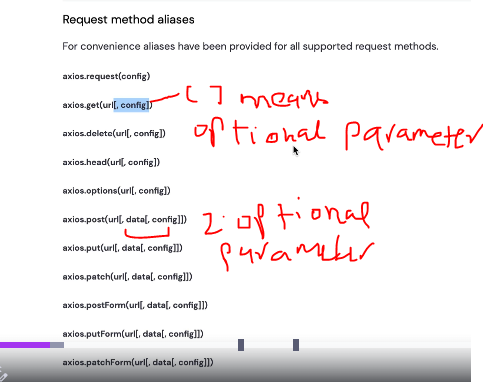 Request method aliases
For convenience aliases have been provided for all supported request methods.
axios.request(config)
axios.get(url[, config])
[ ] means
optional parameter
axios.delete(url[, config])
axios.head(url[, config])
axios.options(url[, config])
axios.post(url[, data[, config]])
2 optional
parameter
axios.put(url[, data[, config]])
axios.patch(url[, data[, config]])
axios.postForm(url[, data[, config]])
axios.putForm(url[, data[, config]])
axios.patchForm(url[, data[, config]])